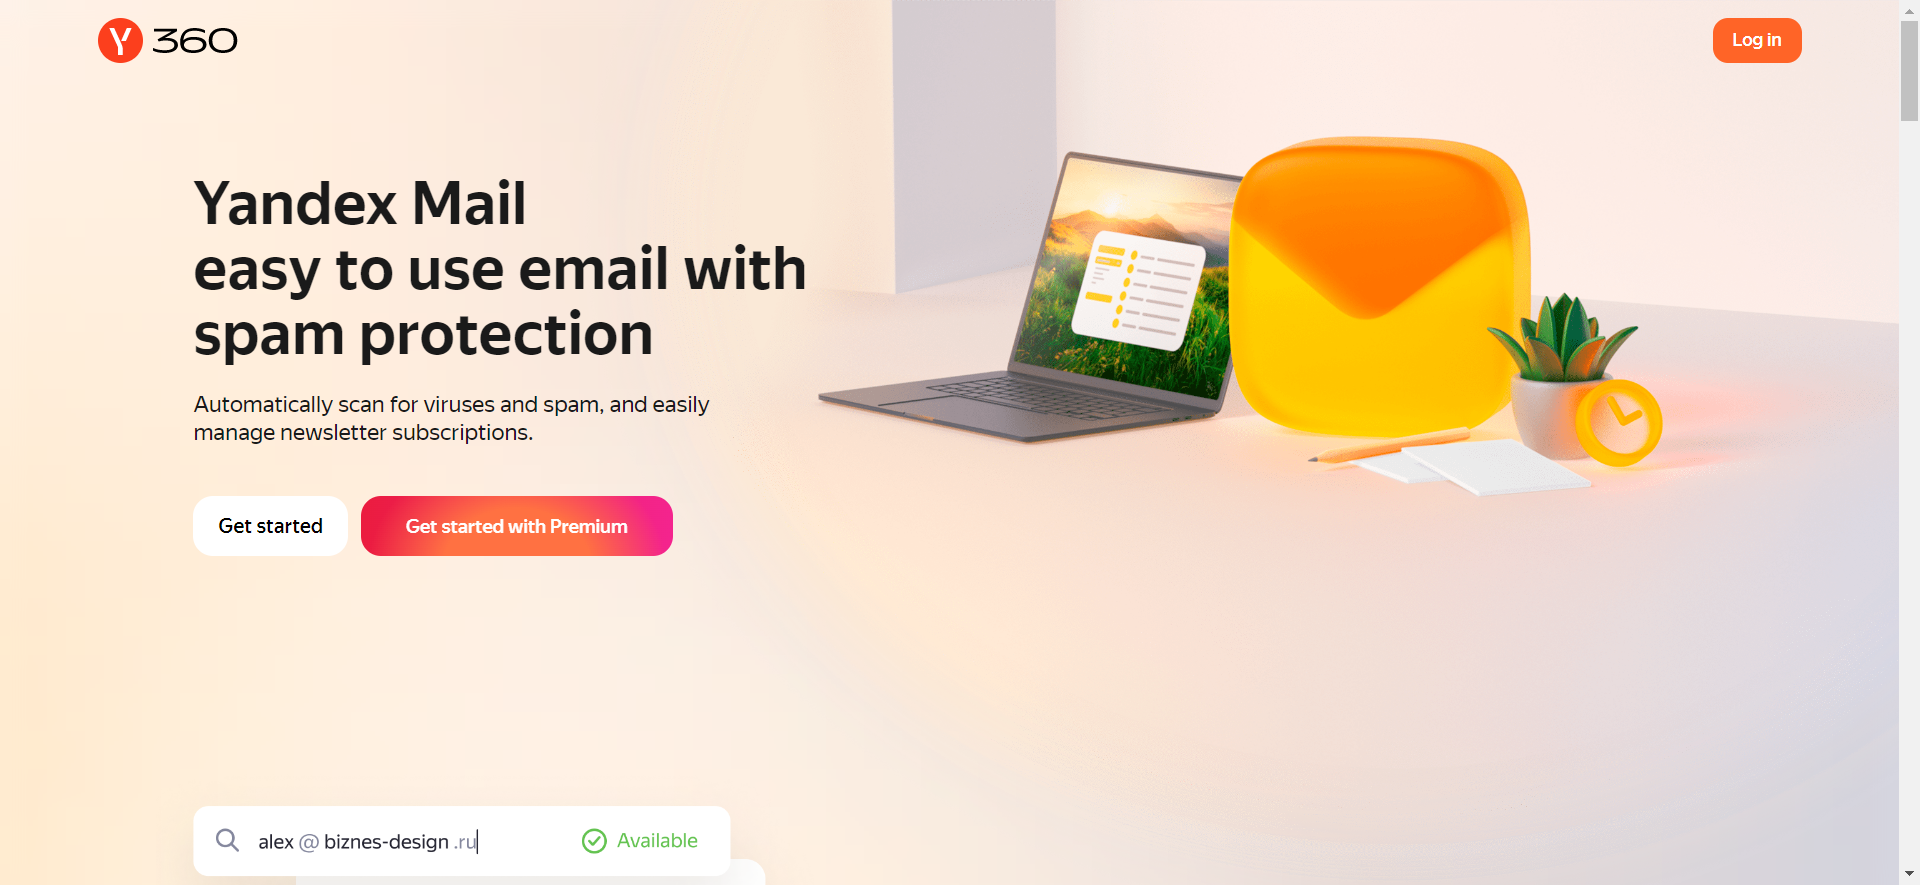 Y 360
Log in
Yandex Mail
easy to use email with
spam protection
Automatically scan for viruses and spam, and easily
manage newsletter subscriptions.
Get started
Get started with Premium
alex @ biznes-design .ru
Available